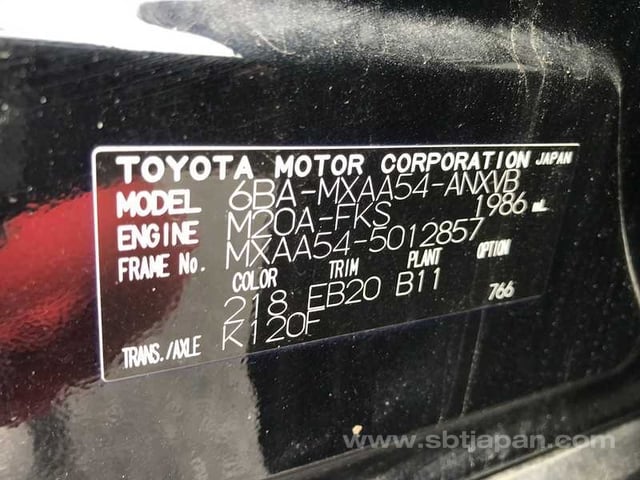 TOYOTA MOTOR CORPORATION JAPAN
MODEL 6BA-MXAA54-ANXVB
ENGINE M20A-FKS 1986 mL
FRAME No. MXAA54-5012857
COLOR TRIM PLANT OPTION
218 EB20 B11 766
TRANS./AXLE K120F
www.sbtjapan.com